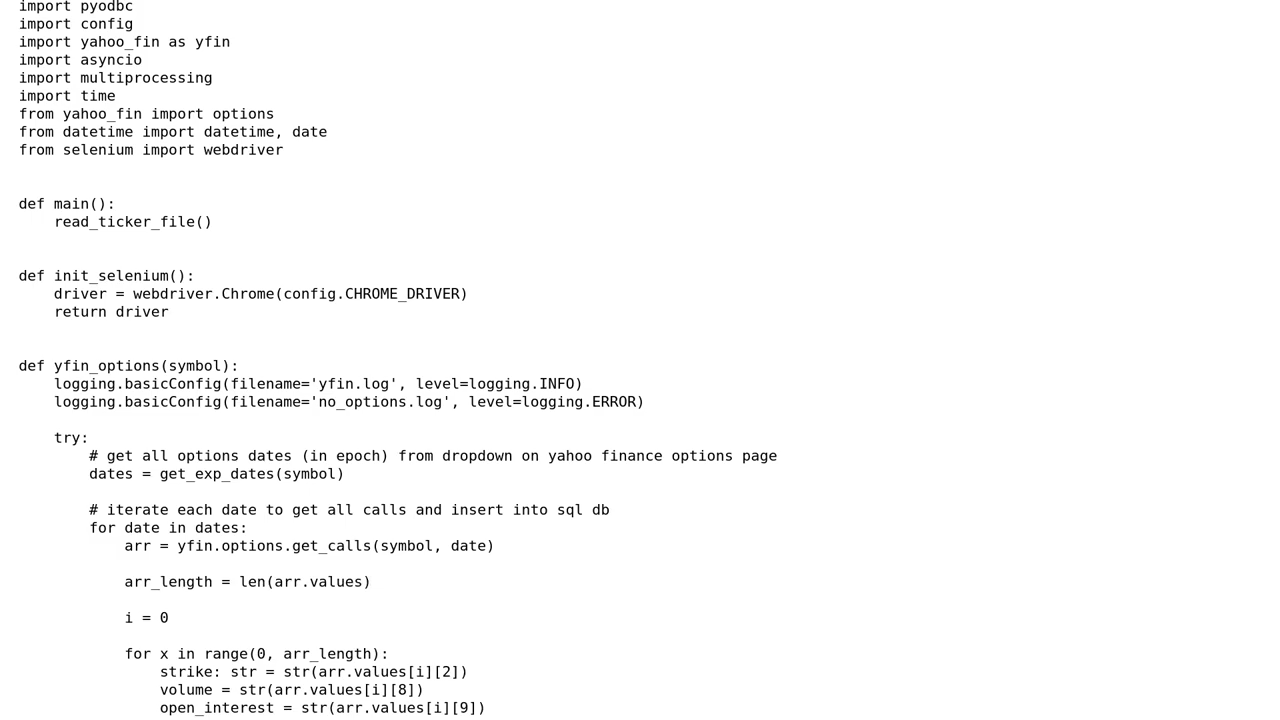 import pyodbc
import config
import yahoo_fin as yfin
import asyncio
import multiprocessing
import time
from yahoo_fin import options
from datetime import datetime, date
from selenium import webdriver
def main():
    read_ticker_file()
def init_selenium():
    driver = webdriver.Chrome(config.CHROME_DRIVER)
    return driver
def yfin_options(symbol):
    logging.basicConfig(filename='yfin.log', level=logging.INFO)
    logging.basicConfig(filename='no_options.log', level=logging.ERROR)
    try:
        # get all options dates (in epoch) from dropdown on yahoo finance options page
        dates = get_exp_dates(symbol)
        # iterate each date to get all calls and insert into sql db
        for date in dates:
            arr = yfin.options.get_calls(symbol, date)
            arr_length = len(arr.values)
            i = 0
            for x in range(0, arr_length):
                strike: str = str(arr.values[i][2])
                volume = str(arr.values[i][8])
                open_interest = str(arr.values[i][9])